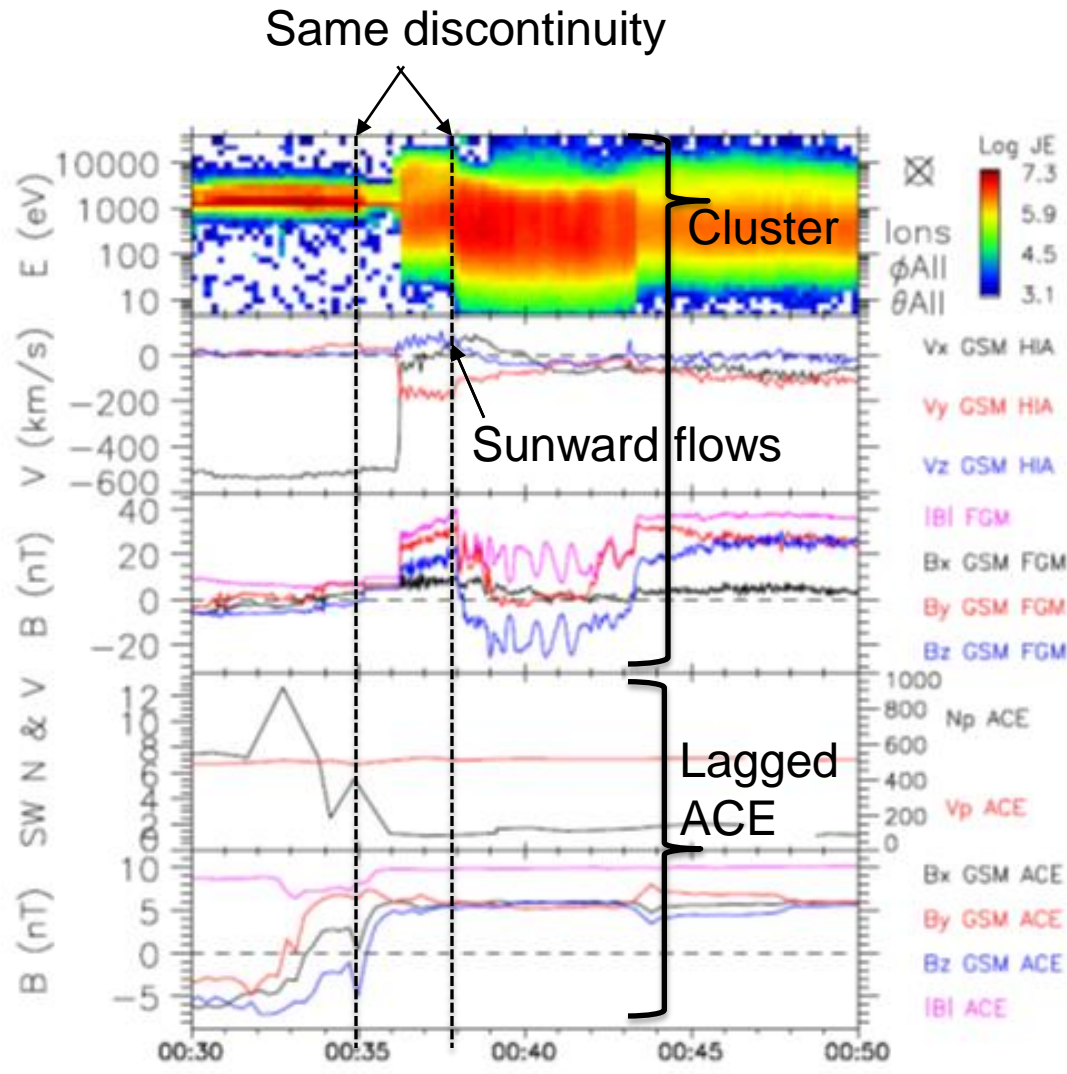 Same discontinuity
E (eV)
10000
1000
100
10
Cluster
Log JE
7.3
5.9
4.5
3.1
Ions
ϕAll
θAll
V (km/s)
0
−200
−400
−600
Sunward flows
Vx GSM HIA
Vy GSM HIA
Vz GSM HIA
B (nT)
40
20
0
−20
|B| FGM
Bx GSM FGM
By GSM FGM
Bz GSM FGM
SW N & V
12
8
6
4
2
1000
800
600
400
200
0
Np ACE
Vp ACE
Lagged
ACE
B (nT)
10
5
0
−5
Bx GSM ACE
By GSM ACE
Bz GSM ACE
|B| ACE
00:30
00:35
00:40
00:45
00:50